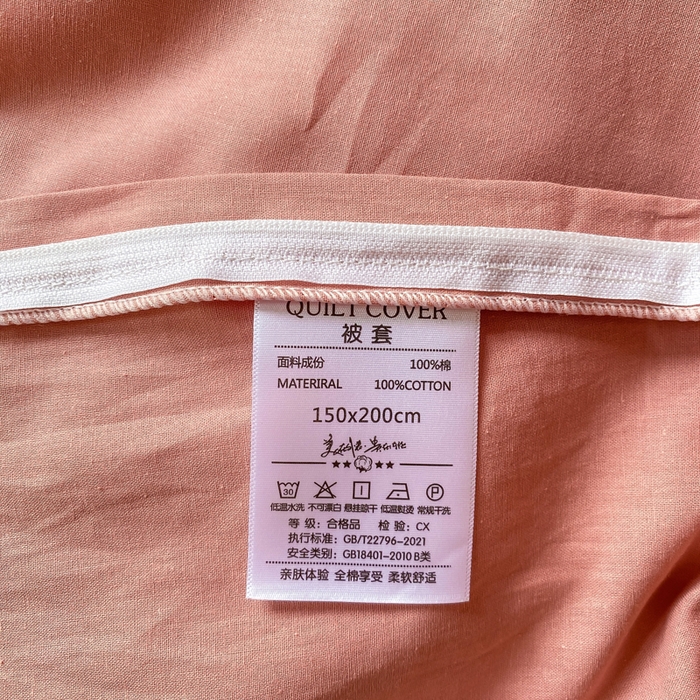 QUILT COVER
被套
面料成份 100%棉
MATERIRAL 100%COTTON
150x200cm
30 P
低温水洗 不可漂白 悬挂晾干 低温熨烫 常规干洗
等 级：合格品 检 验：CX
执行标准：GB/T22796-2021
安全类别：GB18401-2010 B类
亲肤体验 全棉享受 柔软舒适